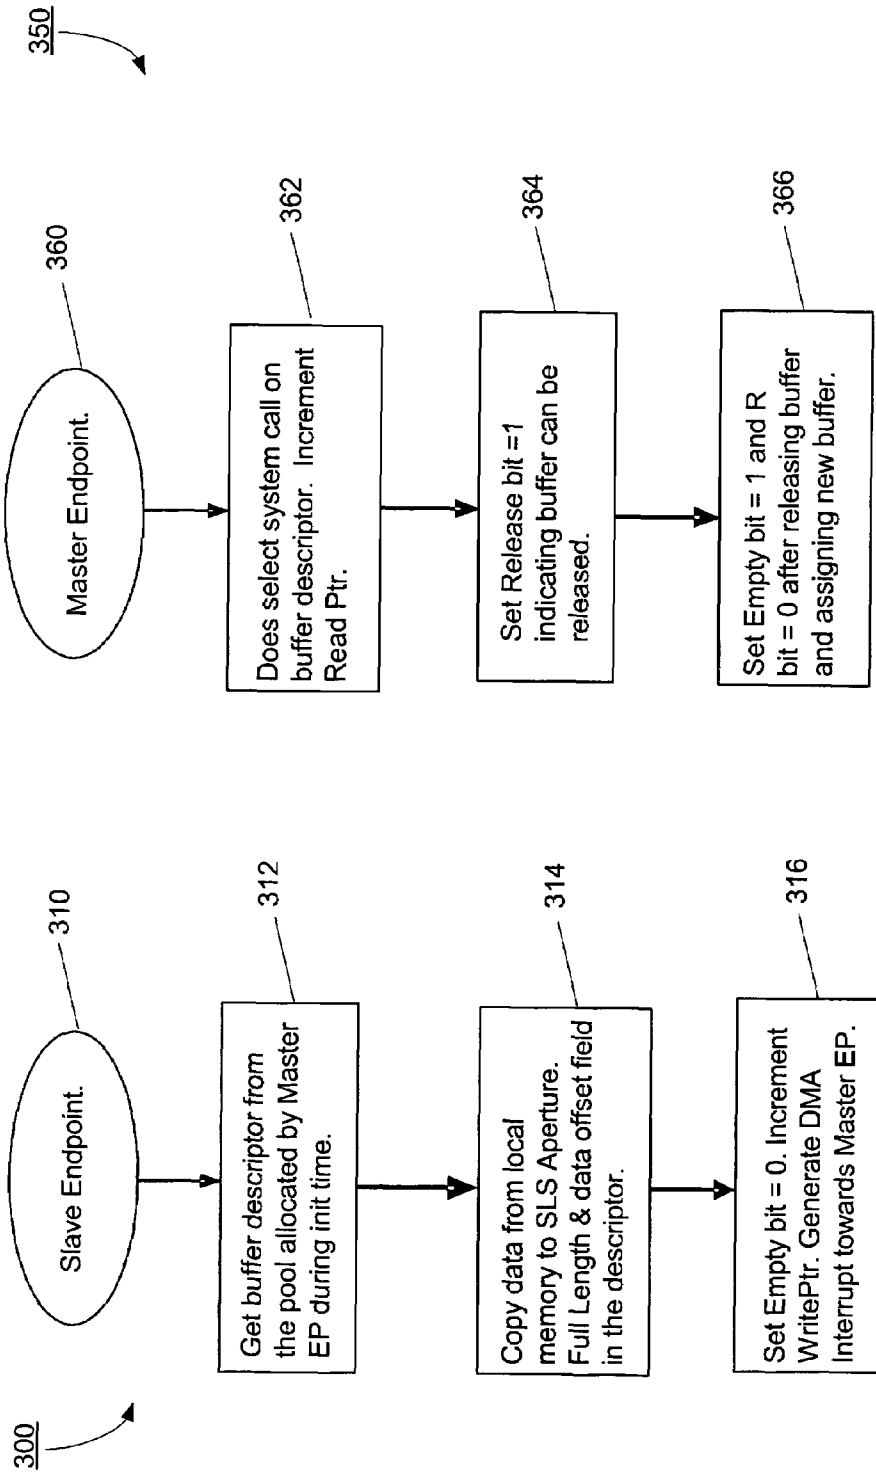 300
Slave Endpoint.
310
Get buffer descriptor from
the pool allocated by Master
EP during init time.
312
Copy data from local
memory to SLS Aperture.
Full Length & data offset field
in the descriptor.
314
Set Empty bit = 0. Increment
WritePtr. Generate DMA
Interrupt towards Master EP.
316
350
Master Endpoint.
360
Does select system call on
buffer descriptor. Increment
Read Ptr.
362
Set Release bit =1
indicating buffer can be
released.
364
Set Empty bit = 1 and R
bit = 0 after releasing buffer
and assigning new buffer.
366